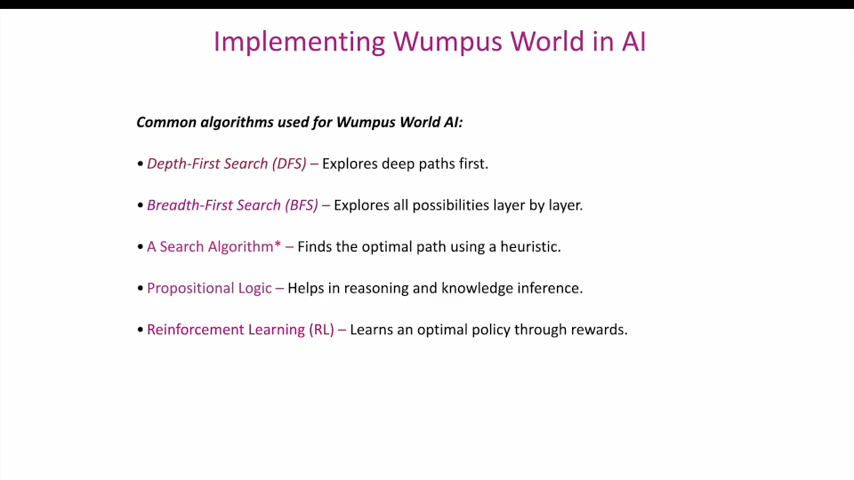 Implementing Wumpus World in AI
Common algorithms used for Wumpus World AI:
• Depth-First Search (DFS) – Explores deep paths first.
• Breadth-First Search (BFS) – Explores all possibilities layer by layer.
• A Search Algorithm* – Finds the optimal path using a heuristic.
• Propositional Logic – Helps in reasoning and knowledge inference.
• Reinforcement Learning (RL) – Learns an optimal policy through rewards.